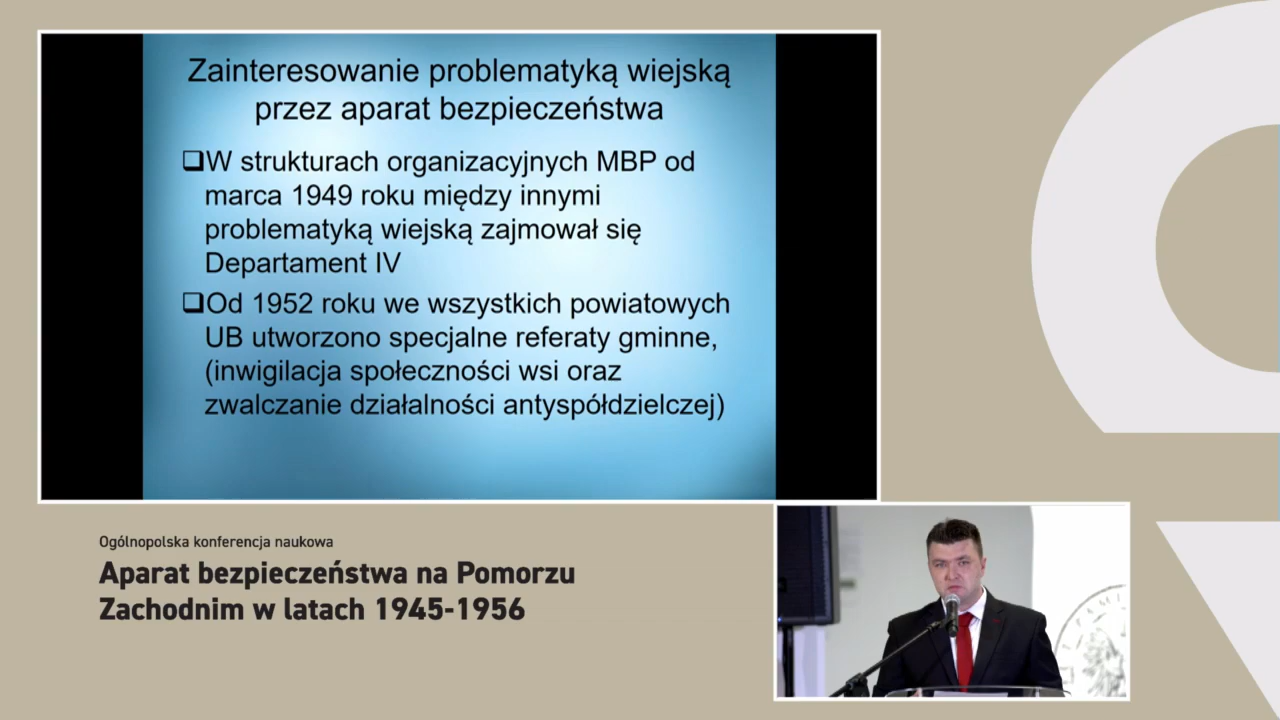 Zainteresowanie problematyką wiejską
przez aparat bezpieczeństwa
❑W strukturach organizacyjnych MBP od
marca 1949 roku między innymi
problematyką wiejską zajmował się
Departament IV
❑Od 1952 roku we wszystkich powiatowych
UB utworzono specjalne referaty gminne,
(inwigilacja społeczności wsi oraz
zwalczanie działalności antyspółdzielczej)
Ogólnopolska konferencja naukowa
Aparat bezpieczeństwa na Pomorzu
Zachodnim w latach 1945-1956